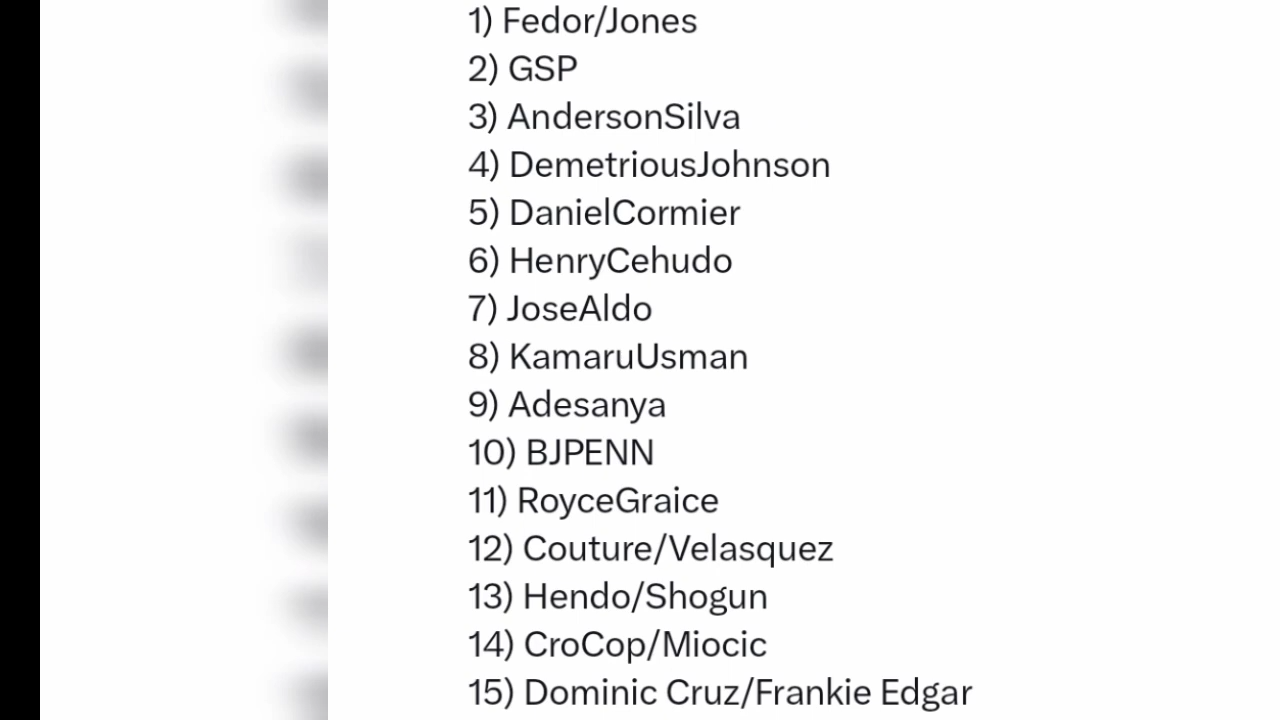 1) Fedor/Jones
2) GSP
3) AndersonSilva
4) DemetriousJohnson
5) DanielCormier
6) HenryCehudo
7) JoseAldo
8) KamaruUsman
9) Adesanya
10) BJPENN
11) RoyceGraice
12) Couture/Velasquez
13) Hendo/Shogun
14) CroCop/Miocic
15) Dominic Cruz/Frankie Edgar